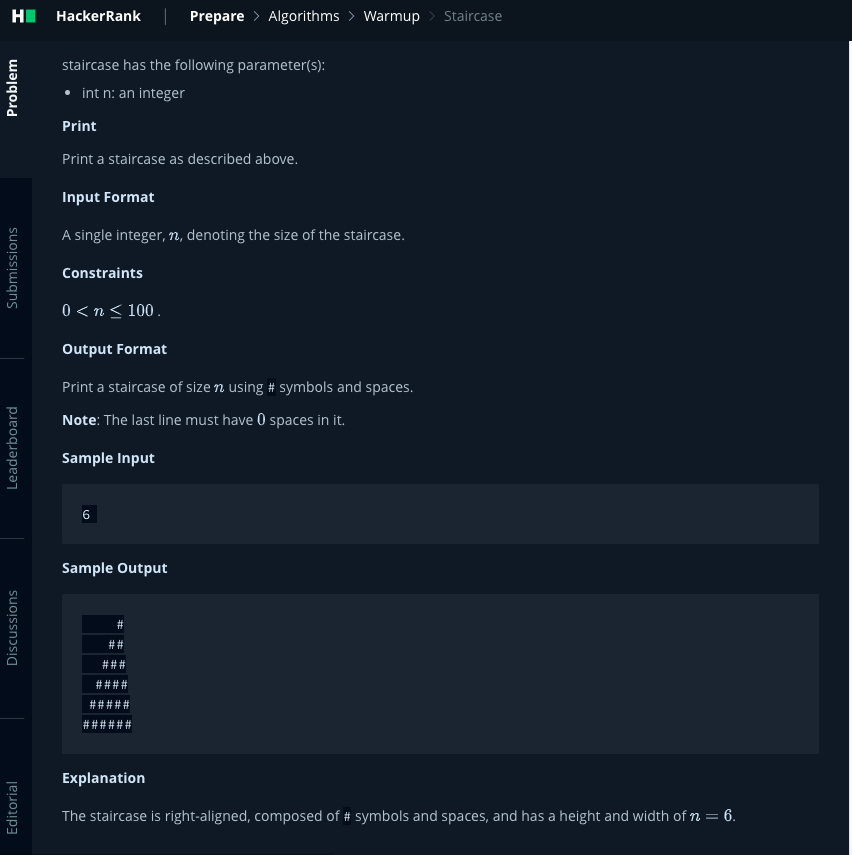 HackerRank | Prepare > Algorithms > Warmup > Staircase
Problem
Submissions
Leaderboard
Discussions
Editorial
staircase has the following parameter(s):
• int n: an integer
Print
Print a staircase as described above.
Input Format
A single integer, n, denoting the size of the staircase.
Constraints
0 < n ≤ 100 .
Output Format
Print a staircase of size n using # symbols and spaces.
Note: The last line must have 0 spaces in it.
Sample Input
6
Sample Output
     #
    ##
   ###
  ####
 #####
######
Explanation
The staircase is right-aligned, composed of # symbols and spaces, and has a height and width of n = 6.